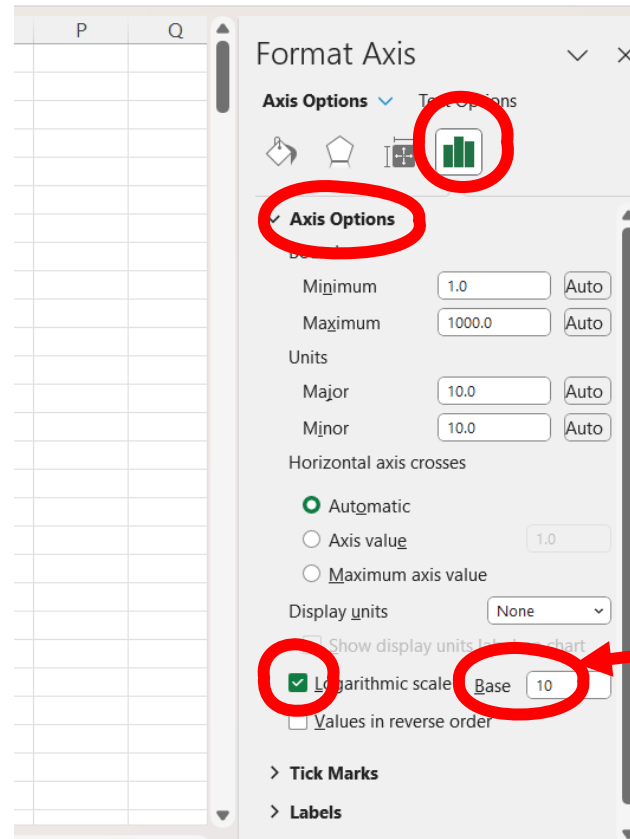 P Q
Format Axis
Axis Options Text Options
Axis Options
Minimum 1.0 Auto
Maximum 1000.0 Auto
Units
Major 10.0 Auto
Minor 10.0 Auto
Horizontal axis crosses
Automatic
Axis value 1.0
Maximum axis value
Display units None
Show display units label on chart
Logarithmic scale Base 10
Values in reverse order
Tick Marks
Labels